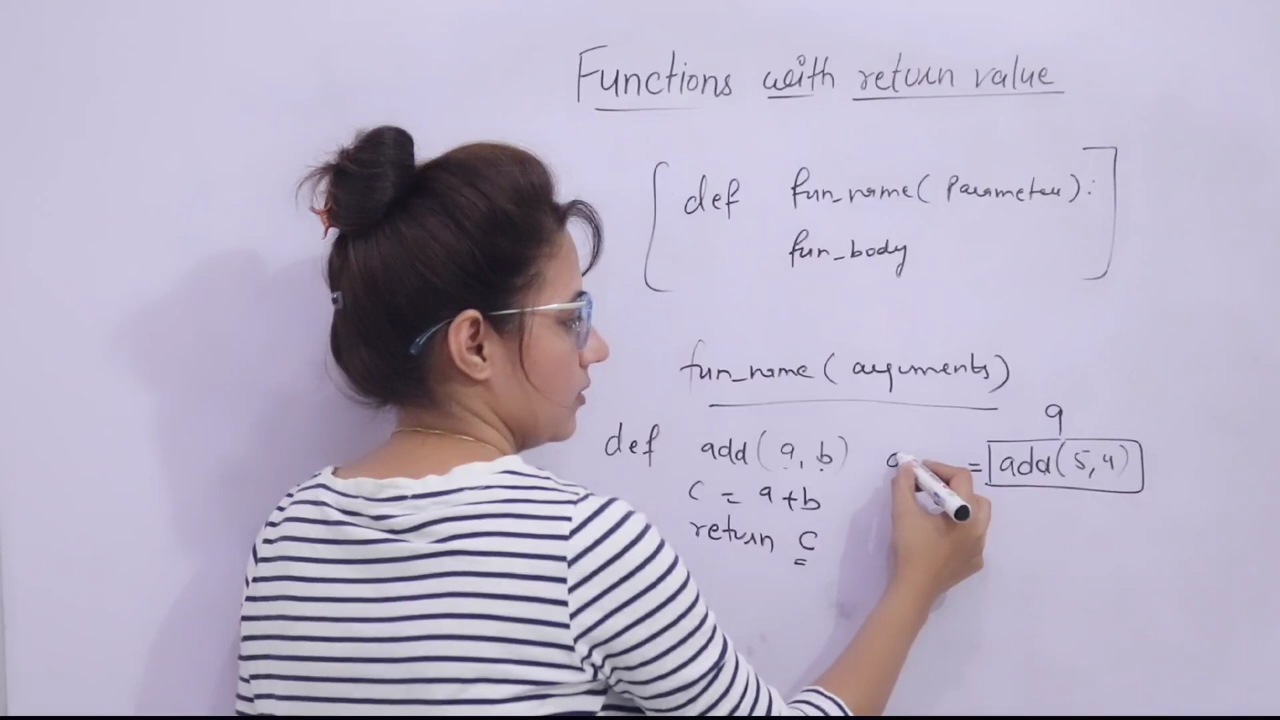 Functions with return value
def fun_name( Parameter):
fun_body
fun_name( arguments)
9
def add( a, b) = add( 5, 4)
c = a+b
return c